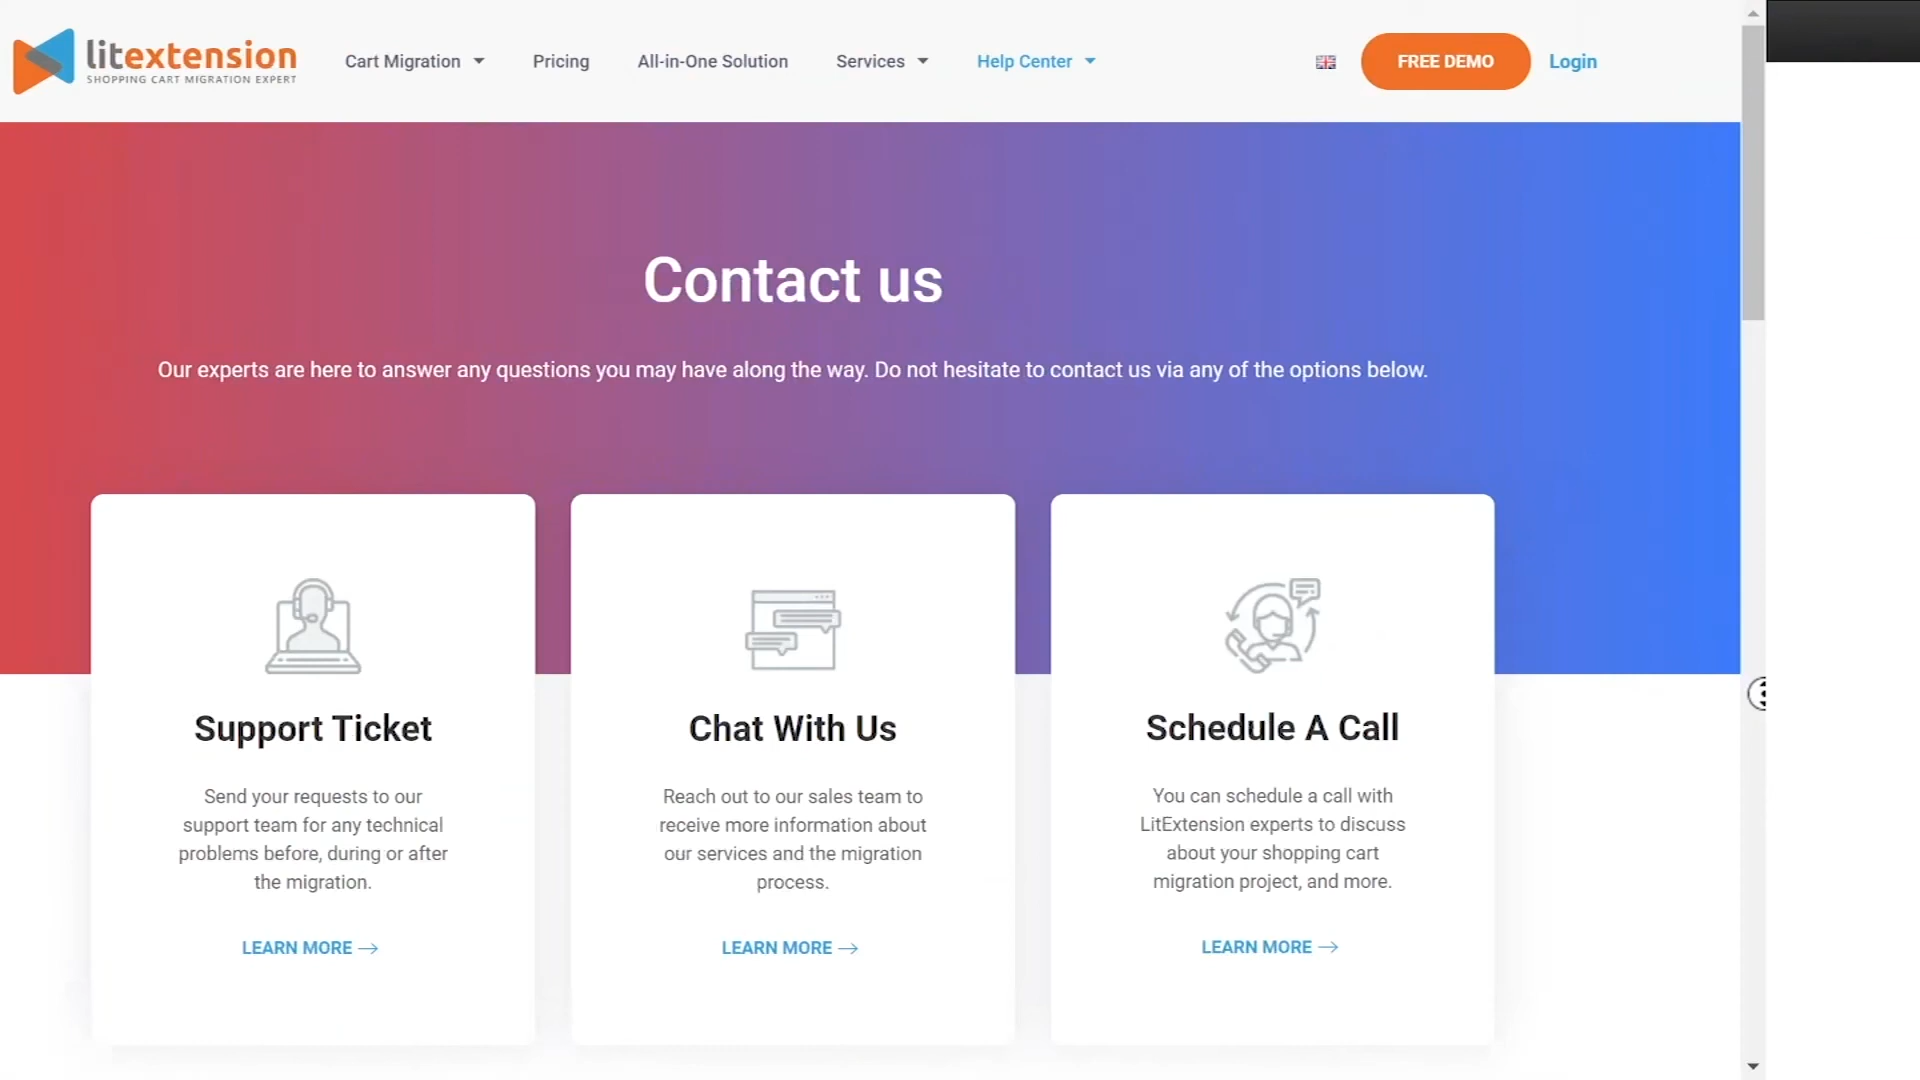 litextension
SHOPPING CART MIGRATION EXPERT
Cart Migration
Pricing
All-in-One Solution
Services
Help Center
FREE DEMO
Login
Contact us
Our experts are here to answer any questions you may have along the way. Do not hesitate to contact us via any of the options below.
Support Ticket
Send your requests to our
support team for any technical
problems before, during or after
the migration.
LEARN MORE
Chat With Us
Reach out to our sales team to
receive more information about
our services and the migration
process.
LEARN MORE
Schedule A Call
You can schedule a call with
LitExtension experts to discuss
about your shopping cart
migration project, and more.
LEARN MORE